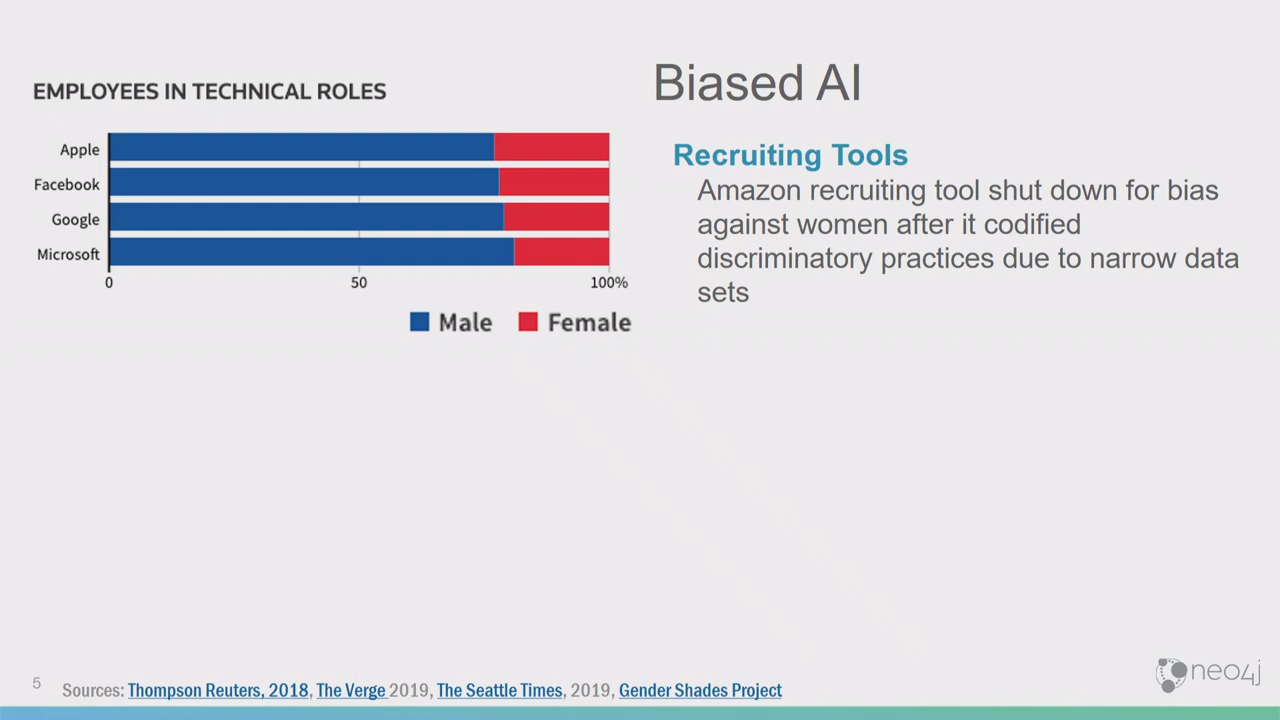 Biased AI
EMPLOYEES IN TECHNICAL ROLES
Apple
Facebook
Google
Microsoft
0 50 100%
Male Female
Recruiting Tools
Amazon recruiting tool shut down for bias
against women after it codified
discriminatory practices due to narrow data
sets
5
Sources: Thompson Reuters, 2018, The Verge 2019, The Seattle Times, 2019, Gender Shades Project
neo4j